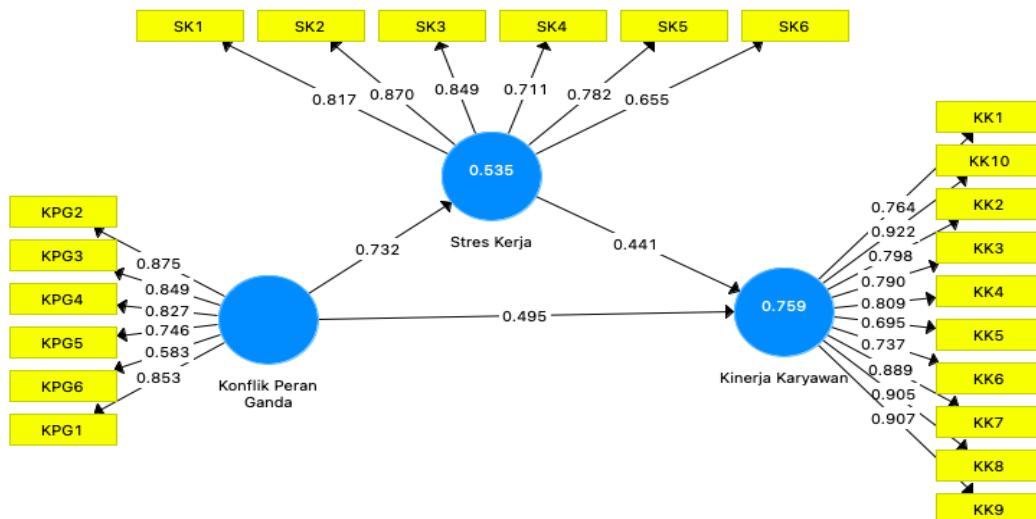 SK1
SK2
SK3
SK4
SK5
SK6
0.817
0.870
0.849
0.711
0.782
0.655
0.535
Stres Kerja
KPG2
KPG3
KPG4
KPG5
KPG6
KPG1
0.875
0.849
0.827
0.746
0.583
0.853
Konflik Peran
Ganda
0.732
0.441
0.495
0.759
Kinerja Karyawan
0.764
0.922
0.798
0.790
0.809
0.695
0.737
0.889
0.905
0.907
KK1
KK10
KK2
KK3
KK4
KK5
KK6
KK7
KK8
KK9